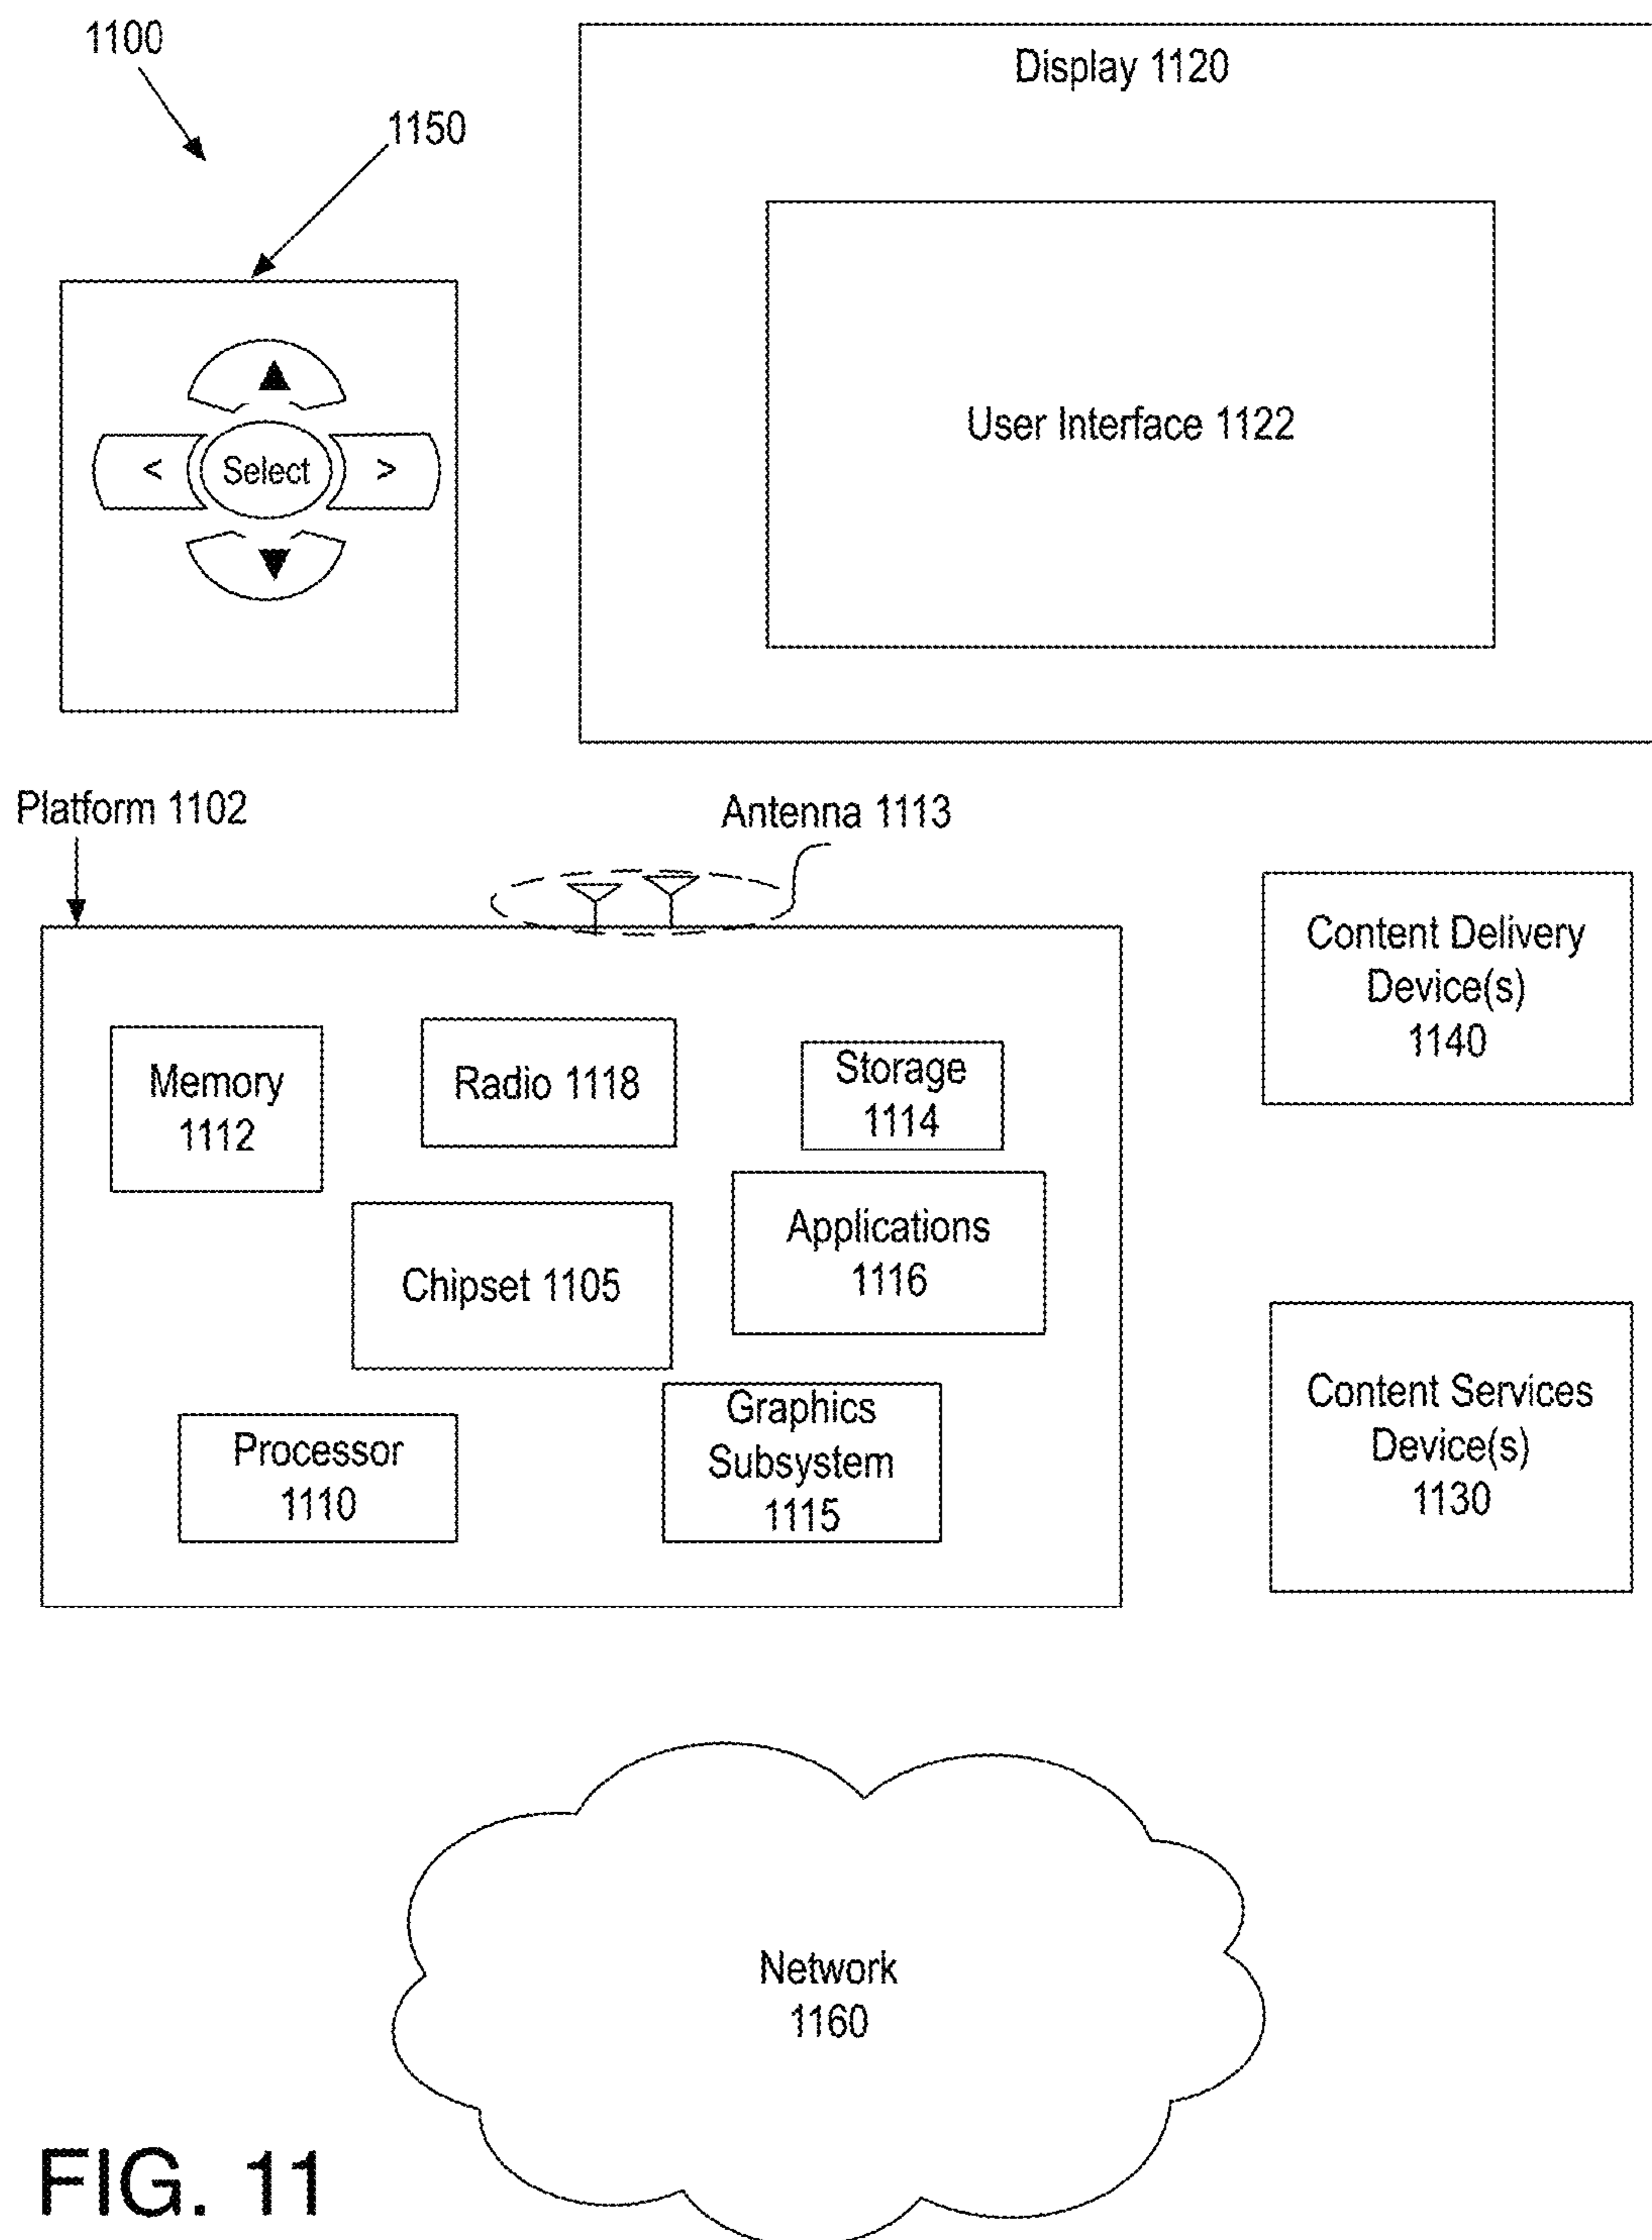 1100
1150
Display 1120
User Interface 1122
<
Select
>
Platform 1102
Antenna 1113
Memory
1112
Radio 1118
Storage
1114
Chipset 1105
Applications
1116
Processor
1110
Graphics
Subsystem
1115
Content Delivery
Device(s)
1140
Content Services
Device(s)
1130
Network
1160
FIG. 11